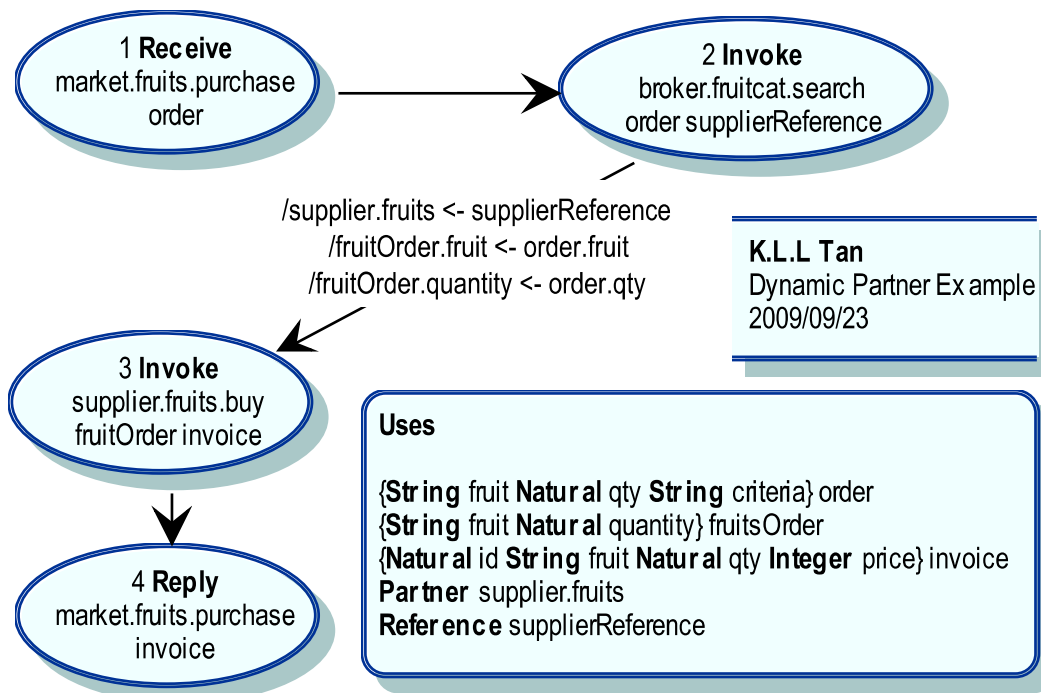 1 Receive
market.fruits.purchase
order
2 Invoke
broker.fruitcat.search
order supplierReference
/supplier.fruits <- supplierReference
/fruitOrder.fruit <- order.fruit
/fruitOrder.quantity <- order.qty
K.L.L Tan
Dynamic Partner Example
2009/09/23
3 Invoke
supplier.fruits.buy
fruitOrder invoice
Uses
{String fruit Natural qty String criteria} order
{String fruit Natural quantity} fruitsOrder
{Natural id String fruit Natural qty Integer price} invoice
Partner supplier.fruits
Reference supplierReference
4 Reply
market.fruits.purchase
invoice